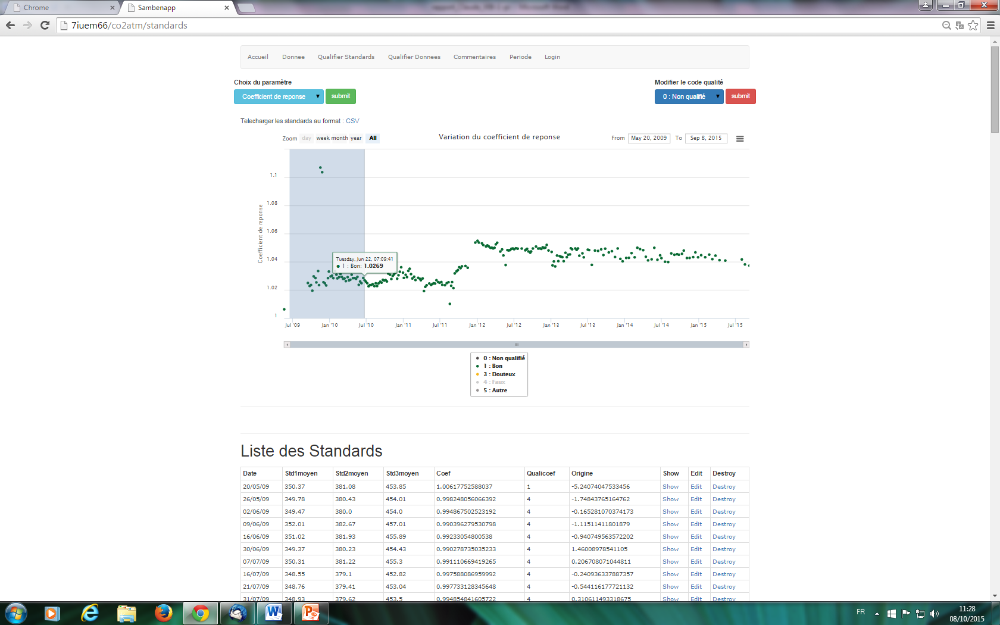 Chrome
Sambenapp
7iuem66/co2atm/standards
Accueil Donnee Qualifier Standards Qualifier Donnees Commentaires Periode Login
Choix du paramètre
Modifier le code qualité
Coefficient de reponse submit
0 : Non qualifié submit
Telecharger les standards au format : CSV
Zoom day week month year All
Variation du coefficient de reponse
From May 20, 2009 To Sep 8, 2015
Coefficient de reponse
1.1
1.08
1.06
1.04
1.02
1
Tuesday, Jun 22, 07:09:41
1 : Bon: 1.0269
Jul '09 Jan '10 Jul '10 Jan '11 Jul '11 Jan '12 Jul '12 Jan '13 Jul '13 Jan '14 Jul '14 Jan '15 Jul '15
0 : Non qualifié
1 : Bon
3 : Douteux
4 : Faux
5 : Autre
Liste des Standards
Date Std1moyen Std2moyen Std3moyen Coef Qualicoef Origine Show Edit Destroy
20/05/09 350.37 381.08 453.85 1.00617752588037 1 -5.24074047533456 Show Edit Destroy
26/05/09 349.78 380.43 454.01 0.998248056066392 4 -1.74843765164762 Show Edit Destroy
02/06/09 349.47 380.0 454.0 0.994867502523192 4 -0.165281070374173 Show Edit Destroy
09/06/09 352.01 382.67 457.01 0.990396279530798 4 -1.11511411801879 Show Edit Destroy
16/06/09 351.02 381.93 455.89 0.99233054800538 4 -0.940749563572202 Show Edit Destroy
30/06/09 349.37 380.23 454.43 0.990278735035233 4 1.46008978541105 Show Edit Destroy
07/07/09 350.31 381.22 455.3 0.991110669419265 4 0.206708071044811 Show Edit Destroy
16/07/09 348.55 379.1 452.82 0.997588086959992 4 -0.240936337887357 Show Edit Destroy
21/07/09 348.76 379.41 453.04 0.997733128345648 4 -0.544116177721132 Show Edit Destroy
31/07/09 348.93 379.62 453.5 0.994854841605722 4 0.310611493318675 Show Edit Destroy
FR
11:28
08/10/2015